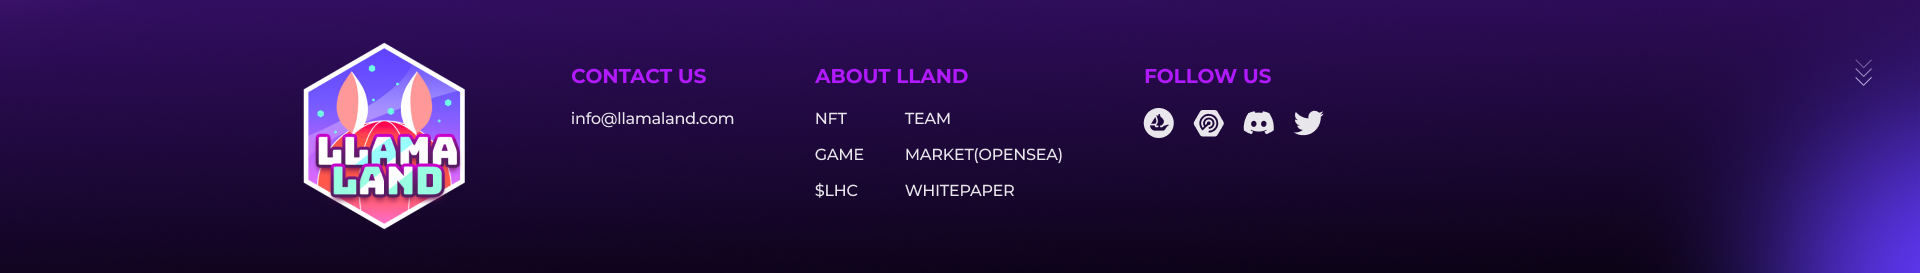 LLAMA
LAND
CONTACT US
info@llamaland.com
ABOUT LLAND
NFT
TEAM
GAME
MARKET(OPENSEA)
$LHC
WHITEPAPER
FOLLOW US